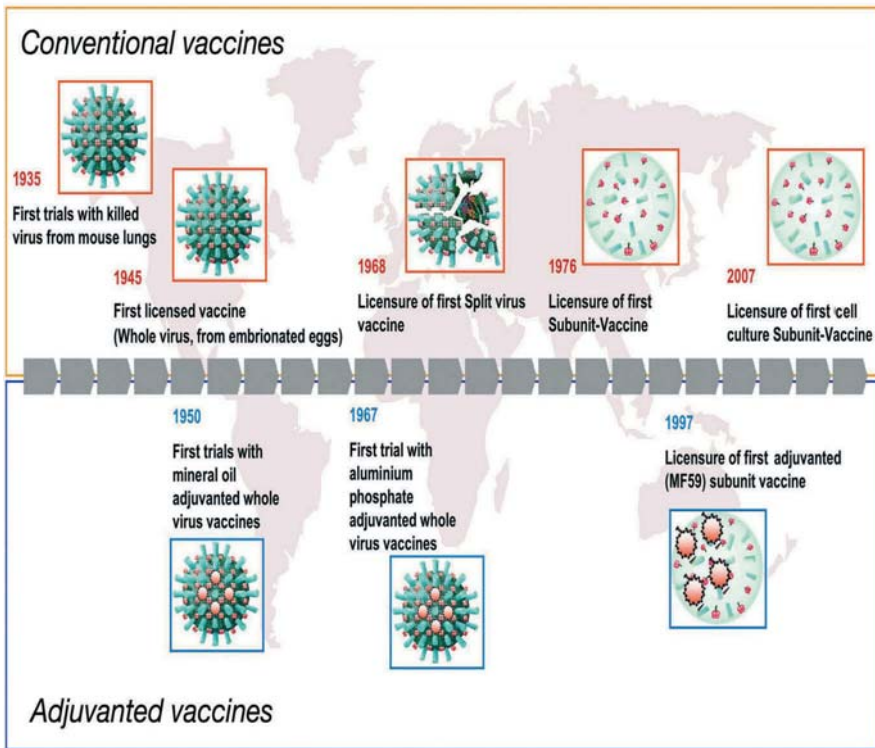 Conventional vaccines
1935
First trials with killed
virus from mouse lungs
1945
First licensed vaccine
(Whole virus, from embrionated eggs)
1968
Licensure of first Split virus
vaccine
1976
Licensure of first
Subunit-Vaccine
2007
Licensure of first cell
culture Subunit-Vaccine
1950
First trials with
mineral oil
adjuvanted whole
virus vaccines
1967
First trial with
aluminium
phosphate
adjuvanted whole
virus vaccines
1997
Licensure of first adjuvanted
(MF59) subunit vaccine
Adjuvanted vaccines